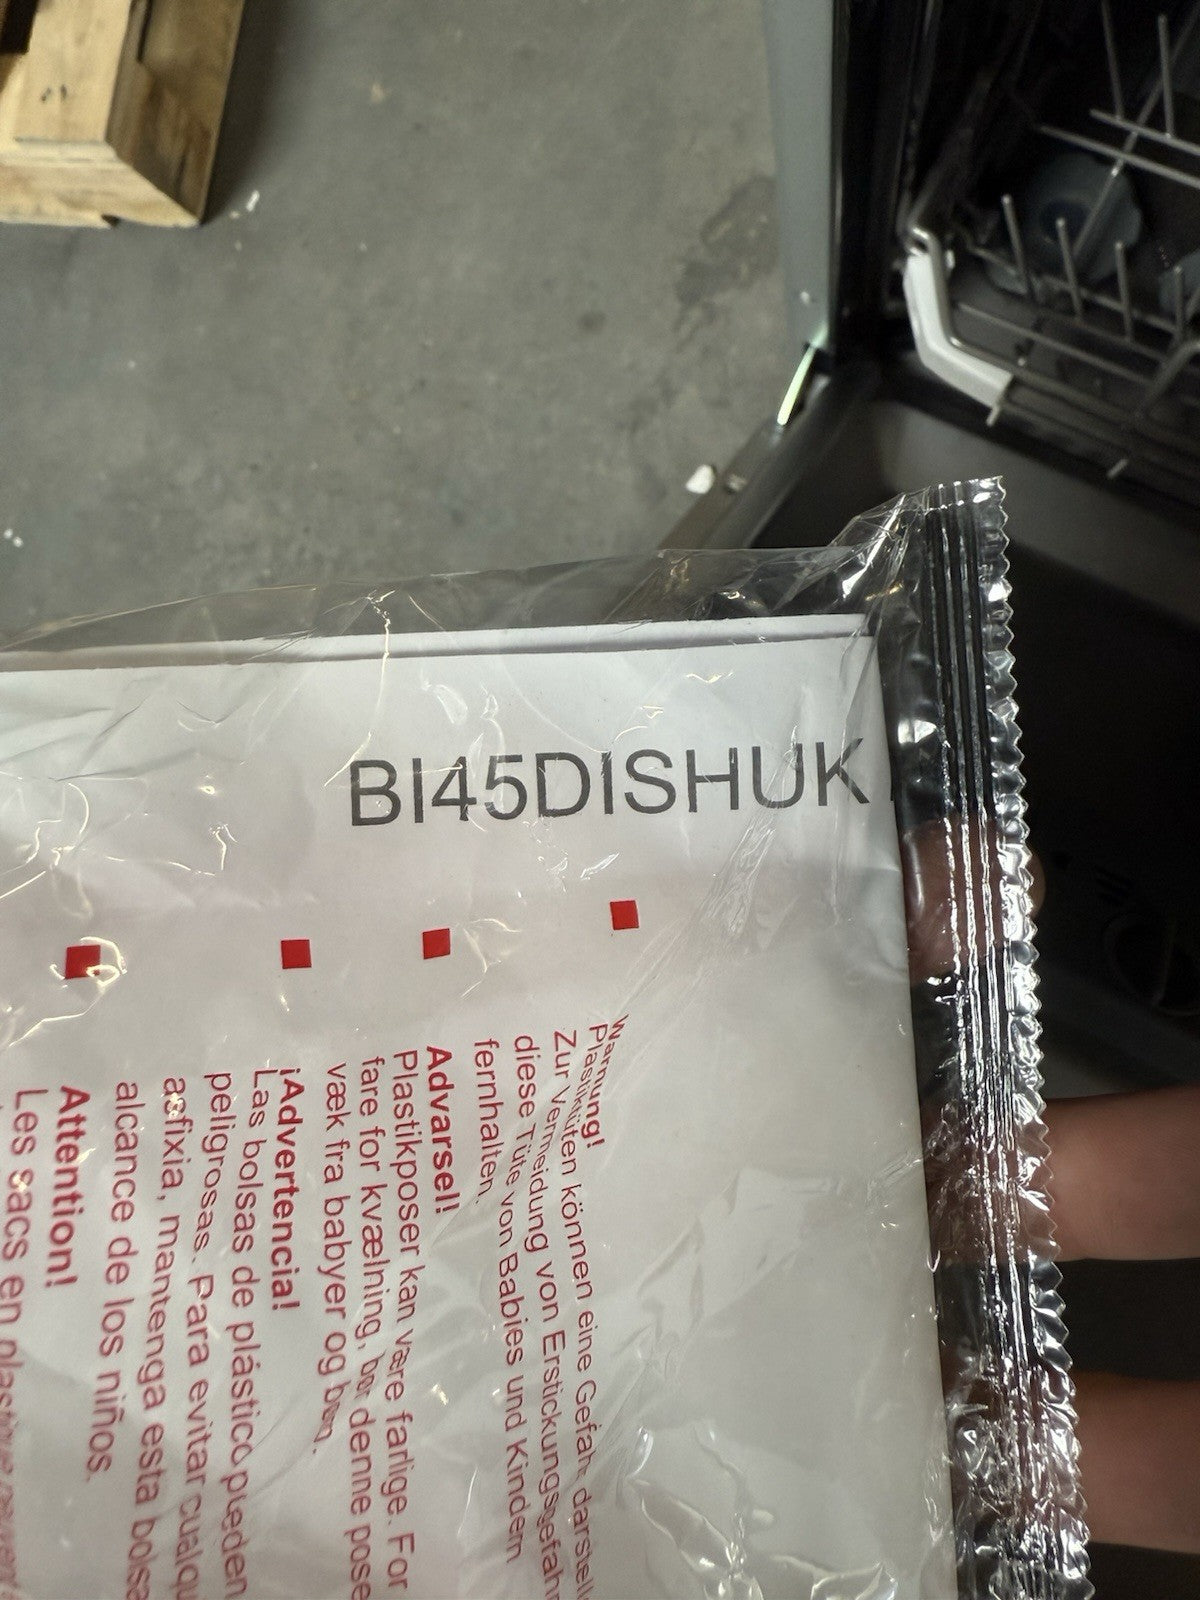 BI45DISHUK
Warnung!
Plastiktüten können eine Gefahr darstell
Zur Vermeidung von Erstickungsgefahr
diese Tüte von Babies und Kindern
fernhalten.
Advarsel!
Plastikposer kan være farlige. For
fare for kvælning, bør denne pose
væk fra babyer og børn.
¡Advertencia!
Las bolsas de plástico pueden
peligrosas. Para evitar cualqu
asfixia, mantenga esta bolsa
alcance de los niños.
Attention!
Les sacs en